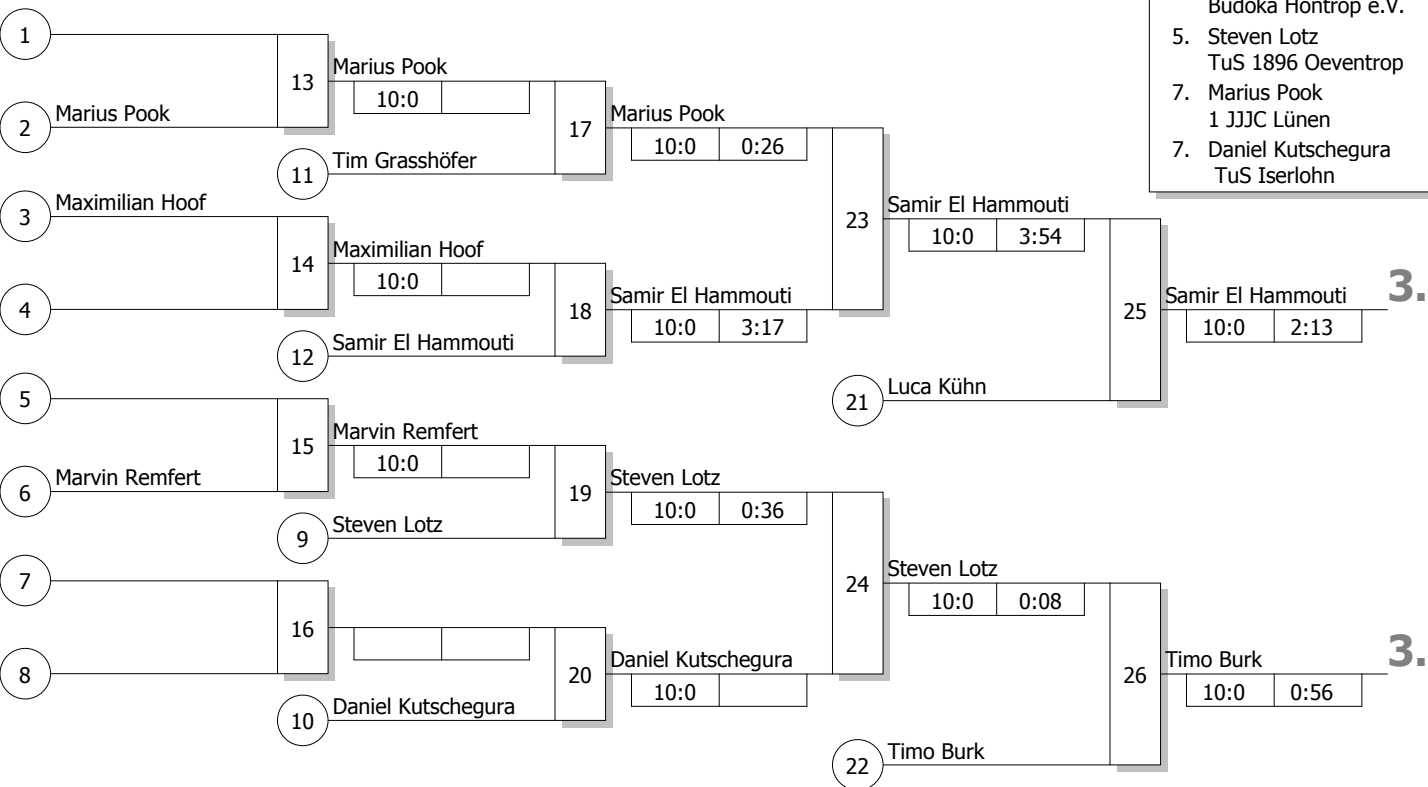 Budoka Höntrop e.V.
5. Steven Lotz
TuS 1896 Oeventrop
7. Marius Pook
1 JJJC Lünen
7. Daniel Kutschegura
TuS Iserlohn
1
13
Marius Pook
10:0
2
Marius Pook
17
Marius Pook
10:0 0:26
11
Tim Grasshöfer
3
Maximilian Hoof
23
Samir El Hammouti
10:0 3:54
14
Maximilian Hoof
10:0
4
18
Samir El Hammouti
10:0 3:17
12
Samir El Hammouti
25
Samir El Hammouti
10:0 2:13
3.
21
Luca Kühn
5
15
Marvin Remfert
10:0
6
Marvin Remfert
19
Steven Lotz
10:0 0:36
9
Steven Lotz
7
24
Steven Lotz
10:0 0:08
16
8
20
Daniel Kutschegura
10:0
10
Daniel Kutschegura
26
Timo Burk
10:0 0:56
3.
22
Timo Burk